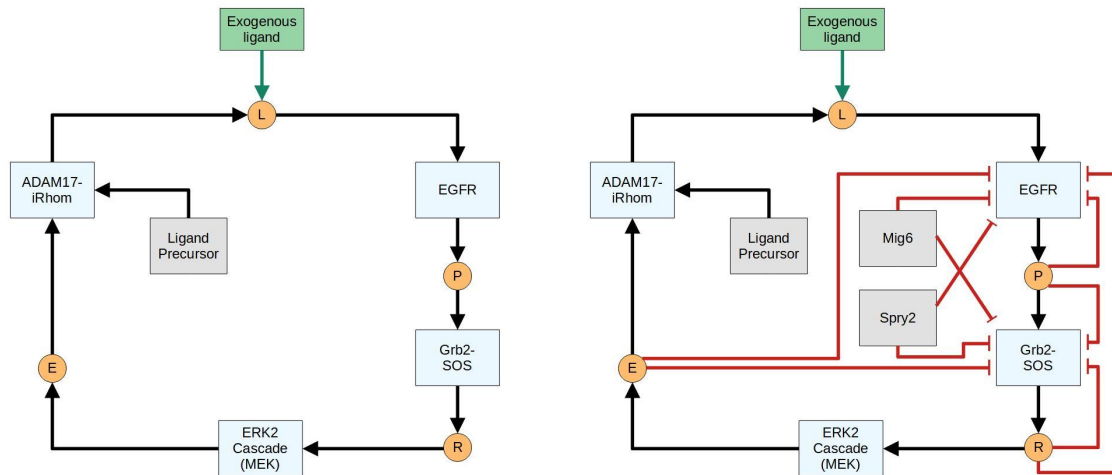 Exogenous
ligand
L
ADAM17-
iRhom
EGFR
Ligand
Precursor
P
Grb2-
SOS
E
ERK2
Cascade
(MEK)
R
Exogenous
ligand
L
ADAM17-
iRhom
EGFR
Ligand
Precursor
Mig6
P
Spry2
Grb2-
SOS
E
ERK2
Cascade
(MEK)
R